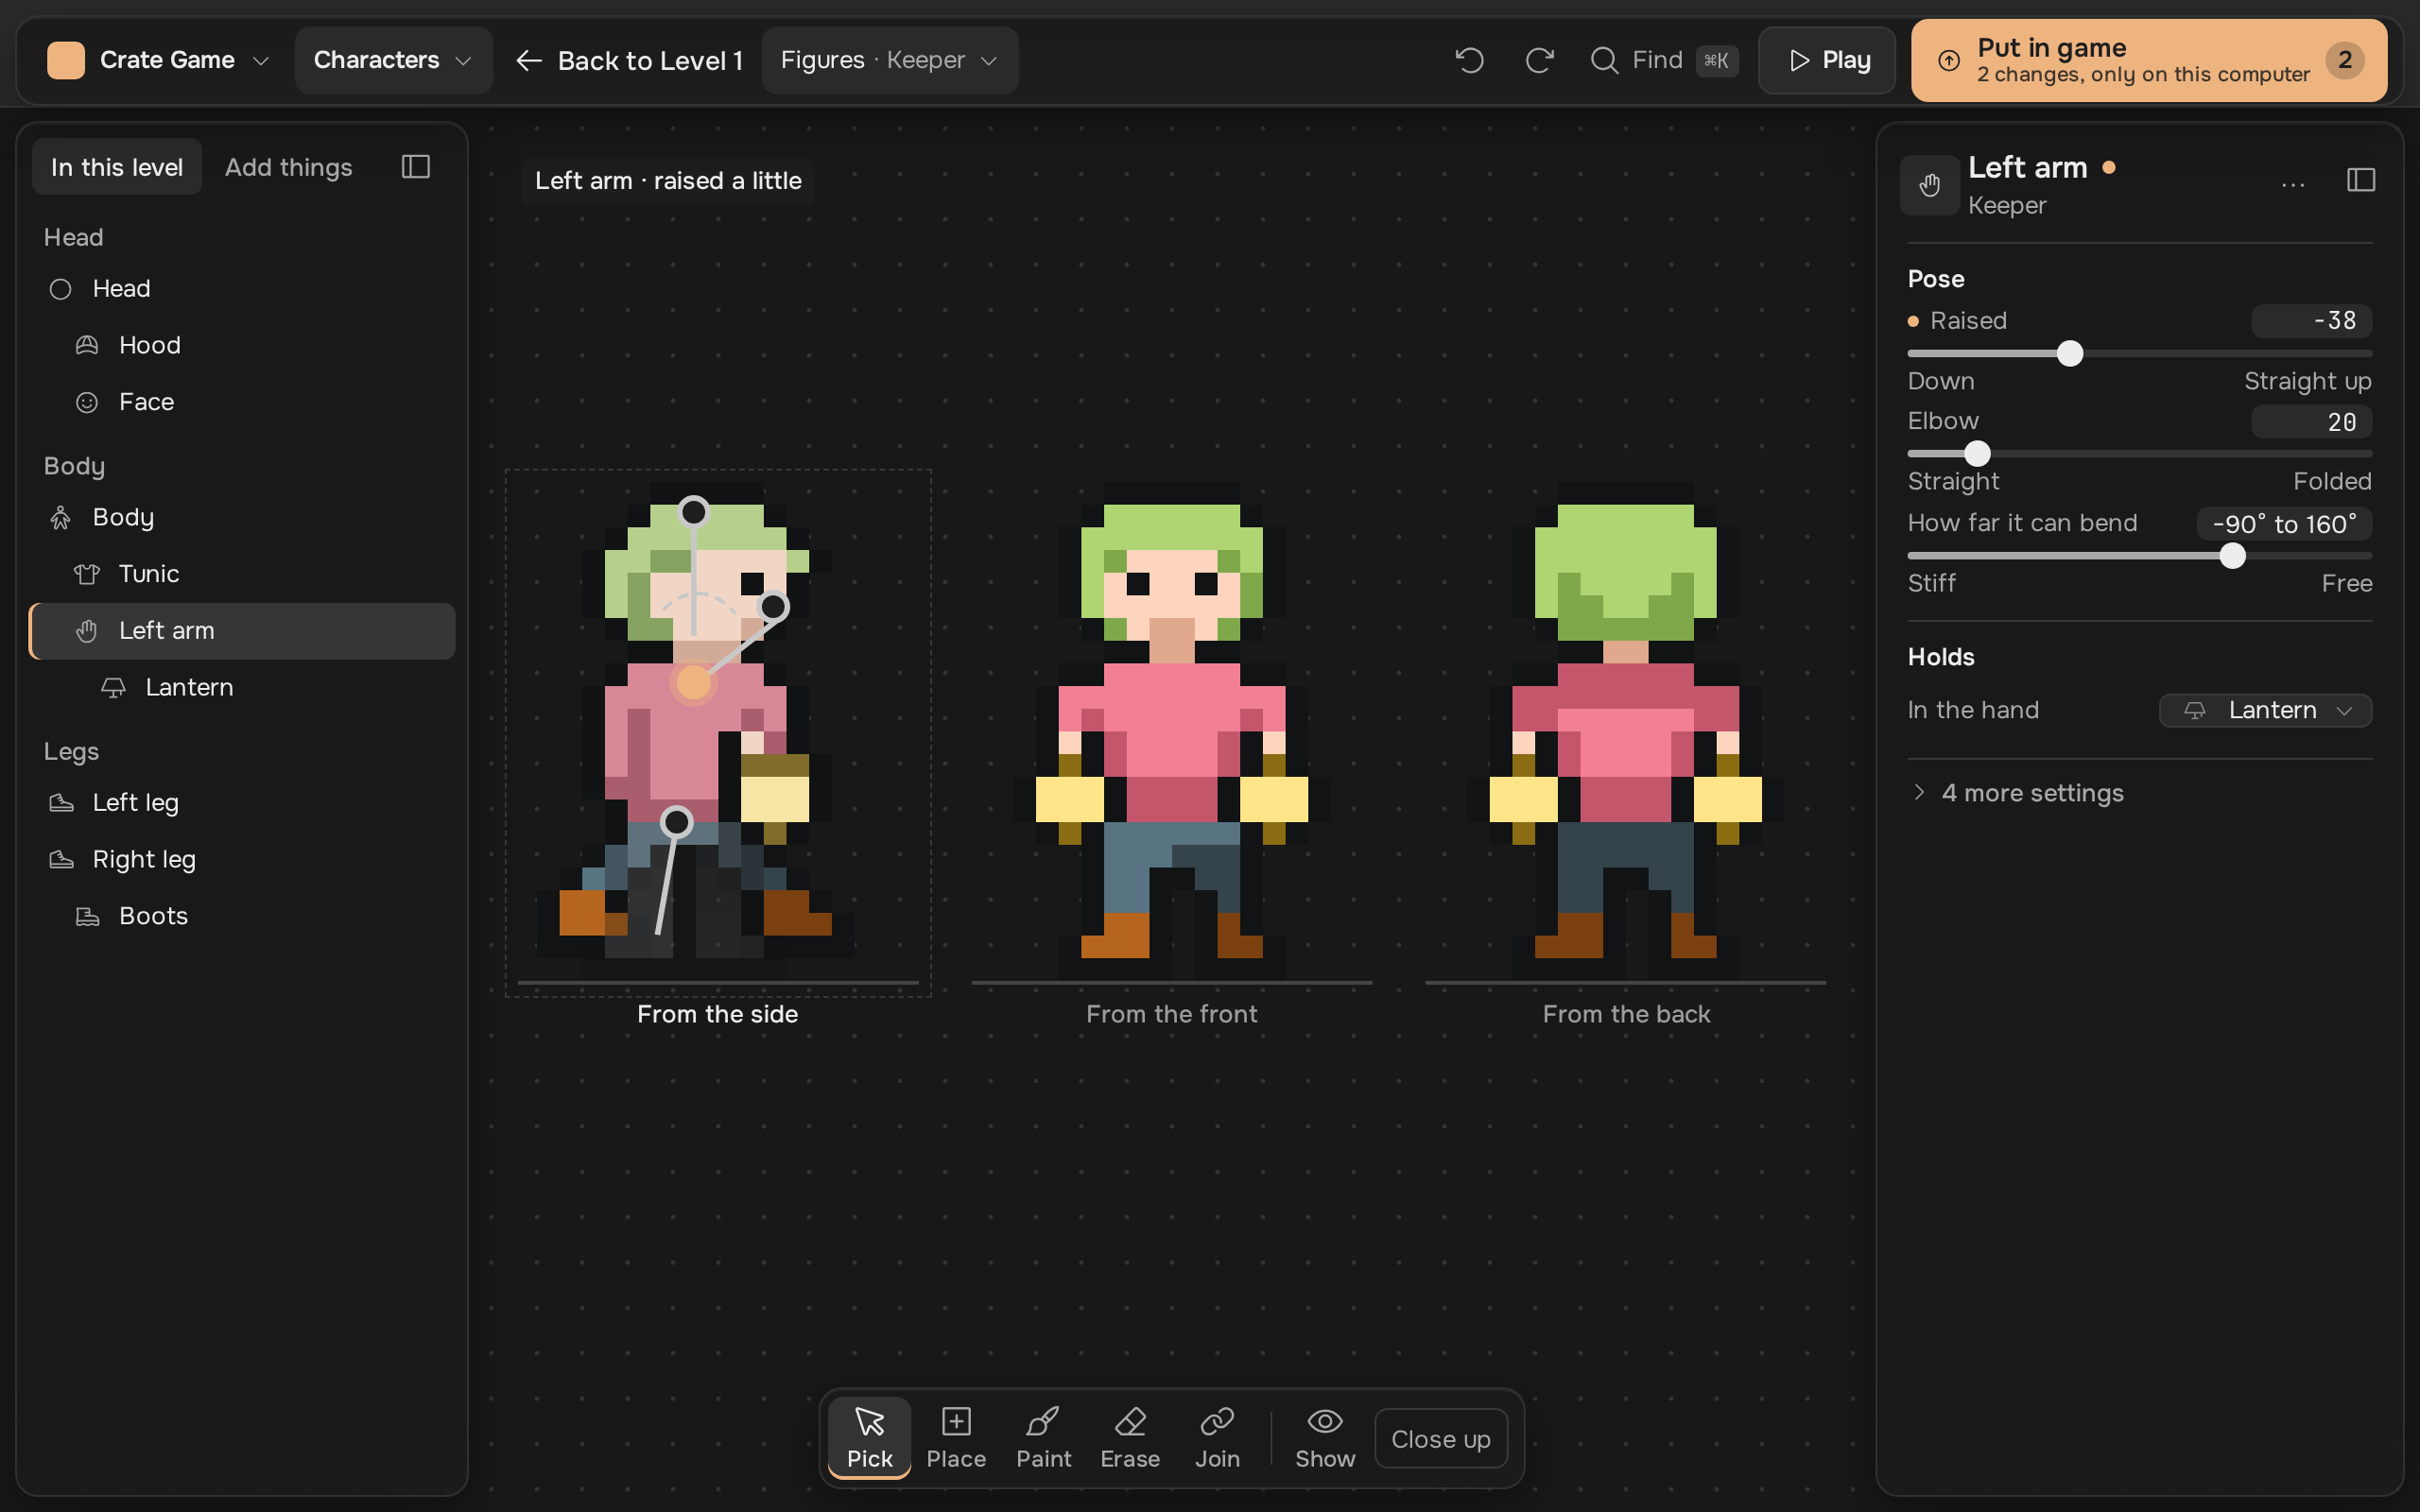 Crate Game
Characters
Back to Level 1
Figures · Keeper
Find ⌘K
Play
Put in game
2 changes, only on this computer
2
In this level
Add things
Head
Head
Hood
Face
Body
Body
Tunic
Left arm
Lantern
Legs
Left leg
Right leg
Boots
Left arm · raised a little
From the side
From the front
From the back
Pick
Place
Paint
Erase
Join
Show
Close up
Left arm
Keeper
...
Pose
Raised -38
Down Straight up
Elbow 20
Straight Folded
How far it can bend -90° to 160°
Stiff Free
Holds
In the hand Lantern
4 more settings